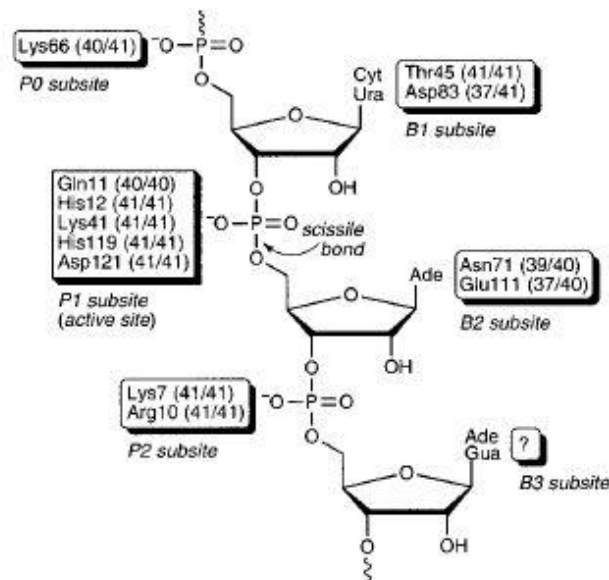 Lys66 (40/41)
P0 subsite
⁻O
P
O
O
Cyt
Ura
Thr45 (41/41)
Asp83 (37/41)
B1 subsite
O
O
OH
Gln11 (40/40)
His12 (41/41)
Lys41 (41/41)
His119 (41/41)
Asp121 (41/41)
P1 subsite
(active site)
⁻O
P
O
O
scissile
bond
O
Ade
Asn71 (39/40)
Glu111 (37/40)
B2 subsite
O
OH
Lys7 (41/41)
Arg10 (41/41)
P2 subsite
⁻O
P
O
O
Ade
Gua
?
B3 subsite
O
O
OH